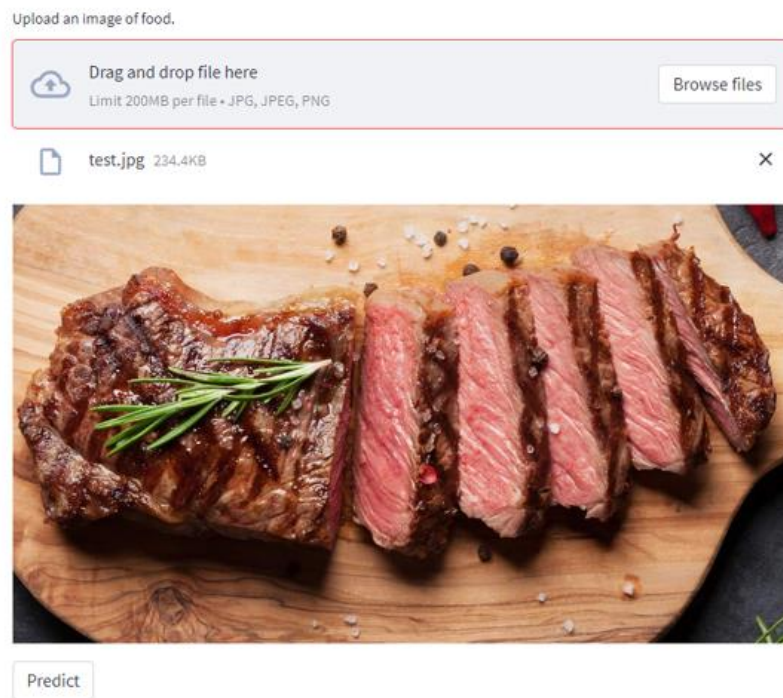 Upload an image of food.
Drag and drop file here
Limit 200MB per file • JPG, JPEG, PNG
Browse files
test.jpg 234.4KB
Predict